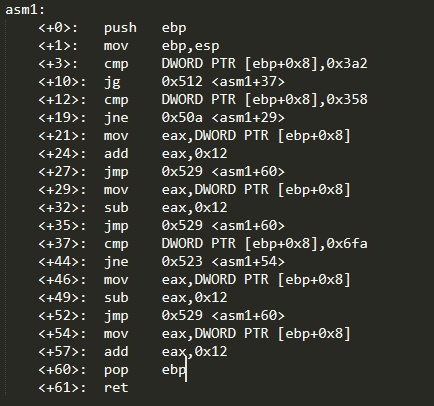 asm1:
<+0>: push ebp
<+1>: mov ebp,esp
<+3>: cmp DWORD PTR [ebp+0x8],0x3a2
<+10>: jg 0x512 <asm1+37>
<+12>: cmp DWORD PTR [ebp+0x8],0x358
<+19>: jne 0x50a <asm1+29>
<+21>: mov eax,DWORD PTR [ebp+0x8]
<+24>: add eax,0x12
<+27>: jmp 0x529 <asm1+60>
<+29>: mov eax,DWORD PTR [ebp+0x8]
<+32>: sub eax,0x12
<+35>: jmp 0x529 <asm1+60>
<+37>: cmp DWORD PTR [ebp+0x8],0x6fa
<+44>: jne 0x523 <asm1+54>
<+46>: mov eax,DWORD PTR [ebp+0x8]
<+49>: sub eax,0x12
<+52>: jmp 0x529 <asm1+60>
<+54>: mov eax,DWORD PTR [ebp+0x8]
<+57>: add eax,0x12
<+60>: pop ebp
<+61>: ret